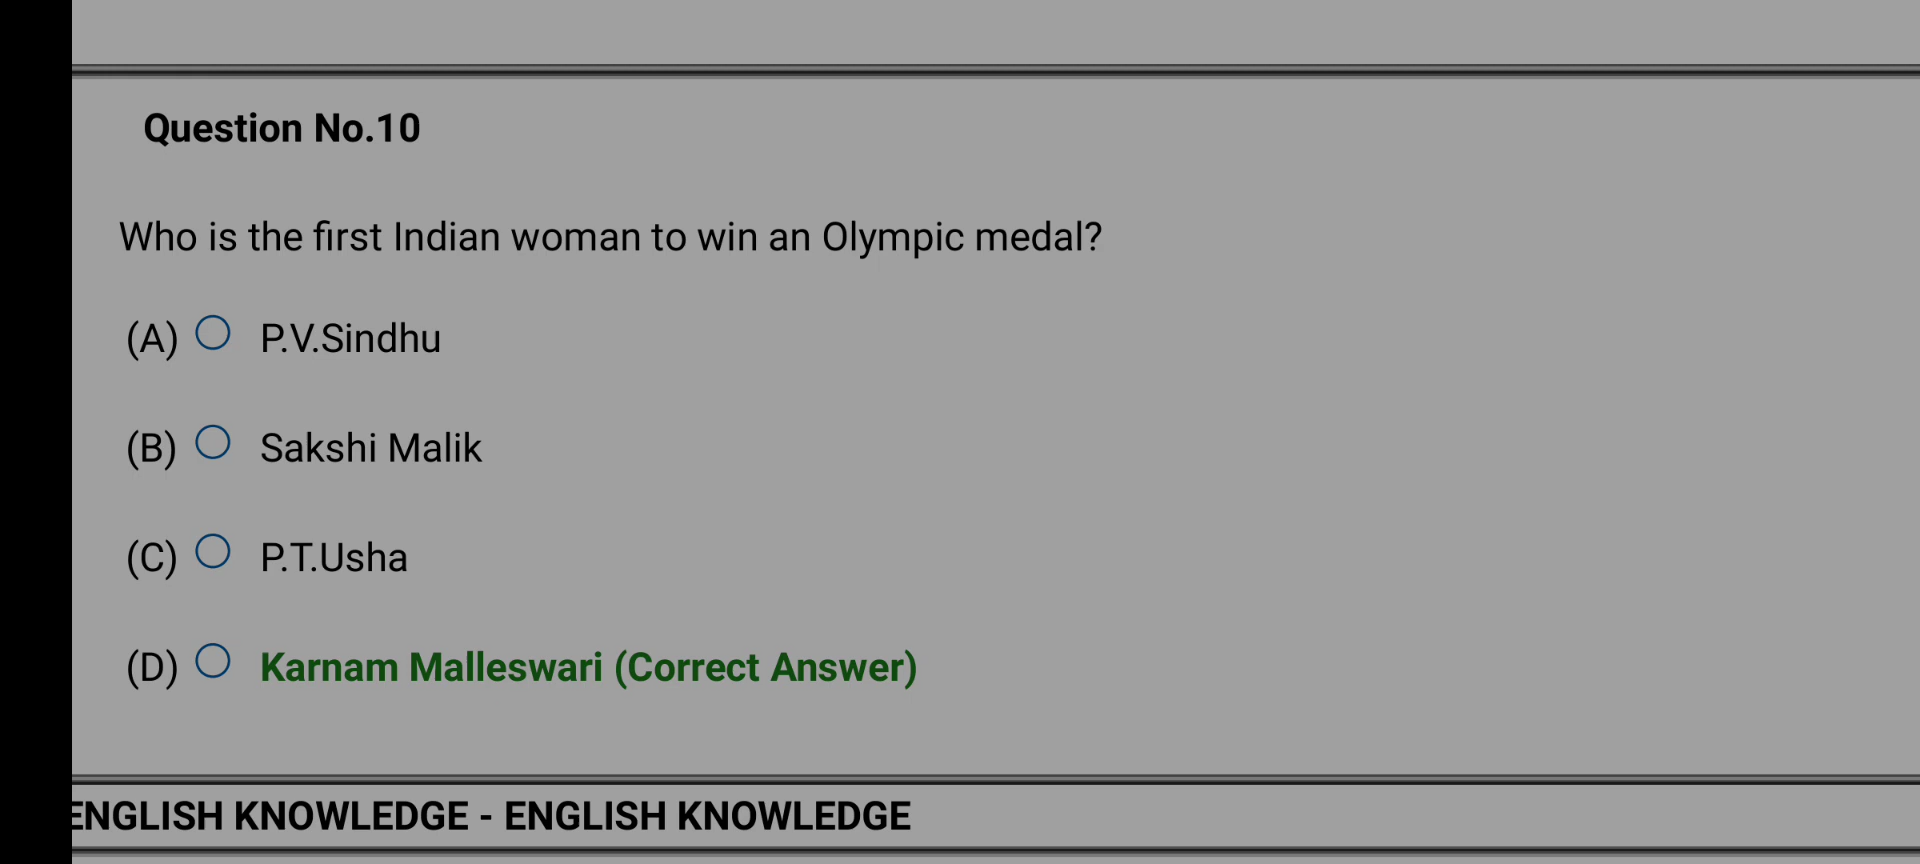 Question No.10
Who is the first Indian woman to win an Olympic medal?
(A) P.V.Sindhu
(B) Sakshi Malik
(C) P.T.Usha
(D) Karnam Malleswari (Correct Answer)
ENGLISH KNOWLEDGE - ENGLISH KNOWLEDGE